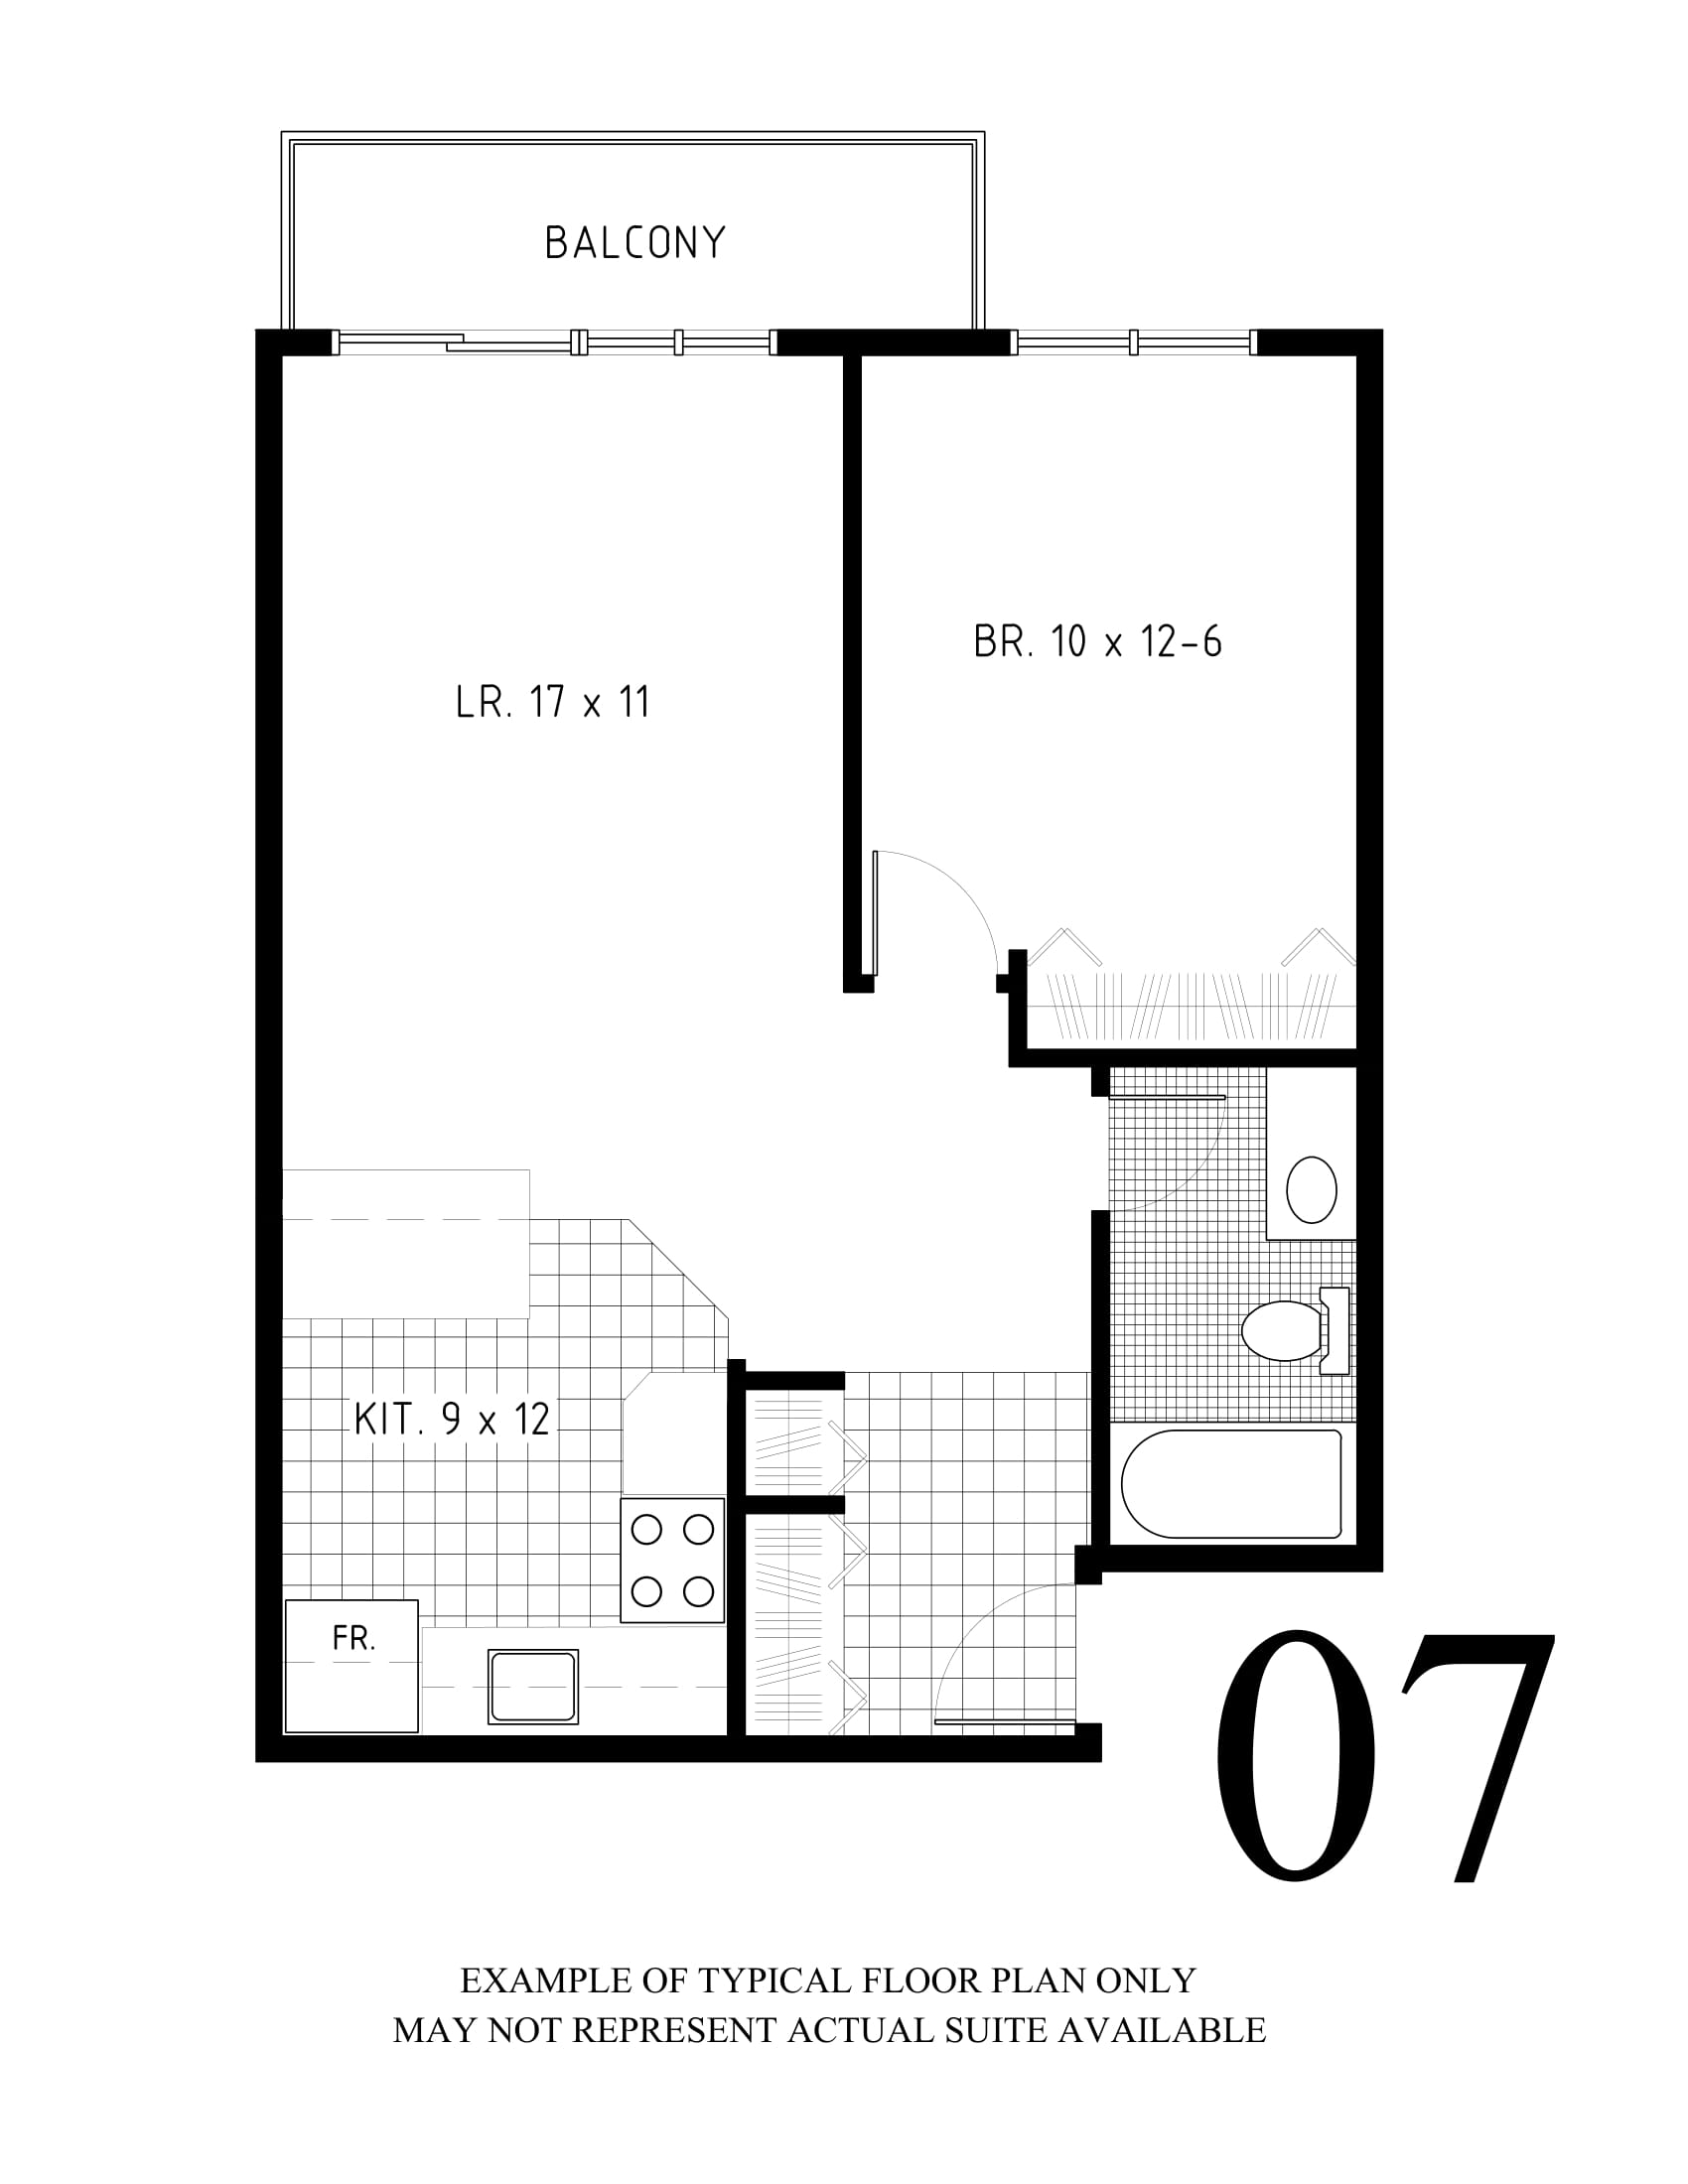 BALCONY
BR. 10 x 12-6
LR. 17 x 11
KIT. 9 x 12
FR.
07
EXAMPLE OF TYPICAL FLOOR PLAN ONLY
MAY NOT REPRESENT ACTUAL SUITE AVAILABLE